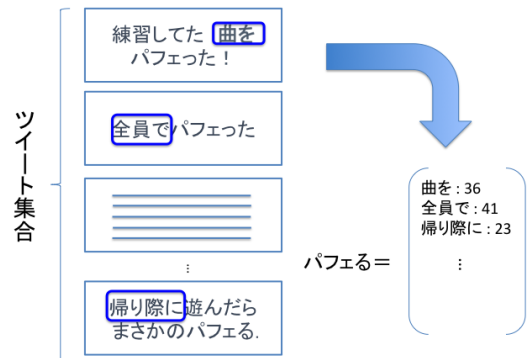 ツイート集合
練習してた 曲を
パフェった！
全員でパフェった
⋮
帰り際に遊んだら
まさかのパフェる.
パフェる＝
曲を : 36
全員で : 41
帰り際に : 23
⋮